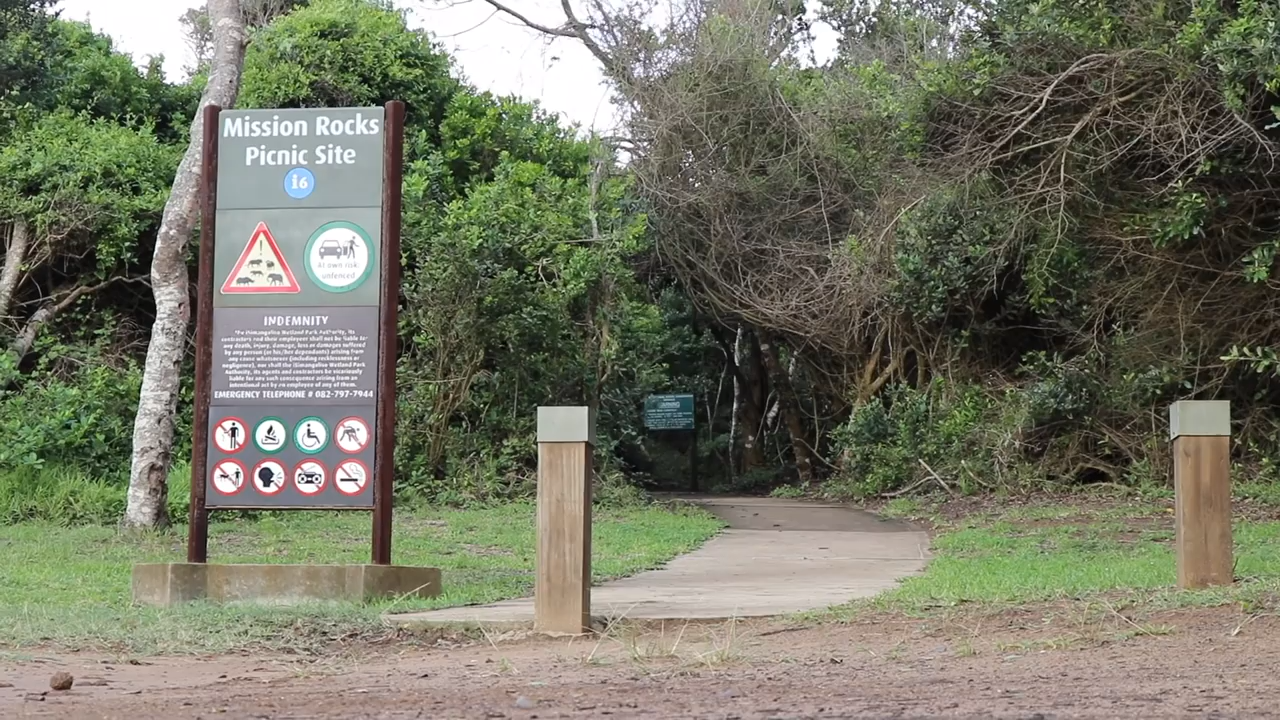 Mission Rocks
Picnic Site
i6
At own risk,
unfenced
INDEMNITY
"The iSimangaliso Wetland Park Authority, its
contractors and their employees shall not be liable for
any death, injury, damage, loss or damages suffered
by any person (or his/her dependants) arising from
any cause whatsoever (including recklessness or
negligence), nor shall the iSimangaliso Wetland Park
Authority, its agents and contractors be vicariously
liable for any such consequence arising from an
intentional act by an employee of any of them.
EMERGENCY TELEPHONE # 082-797-7944
WARNING